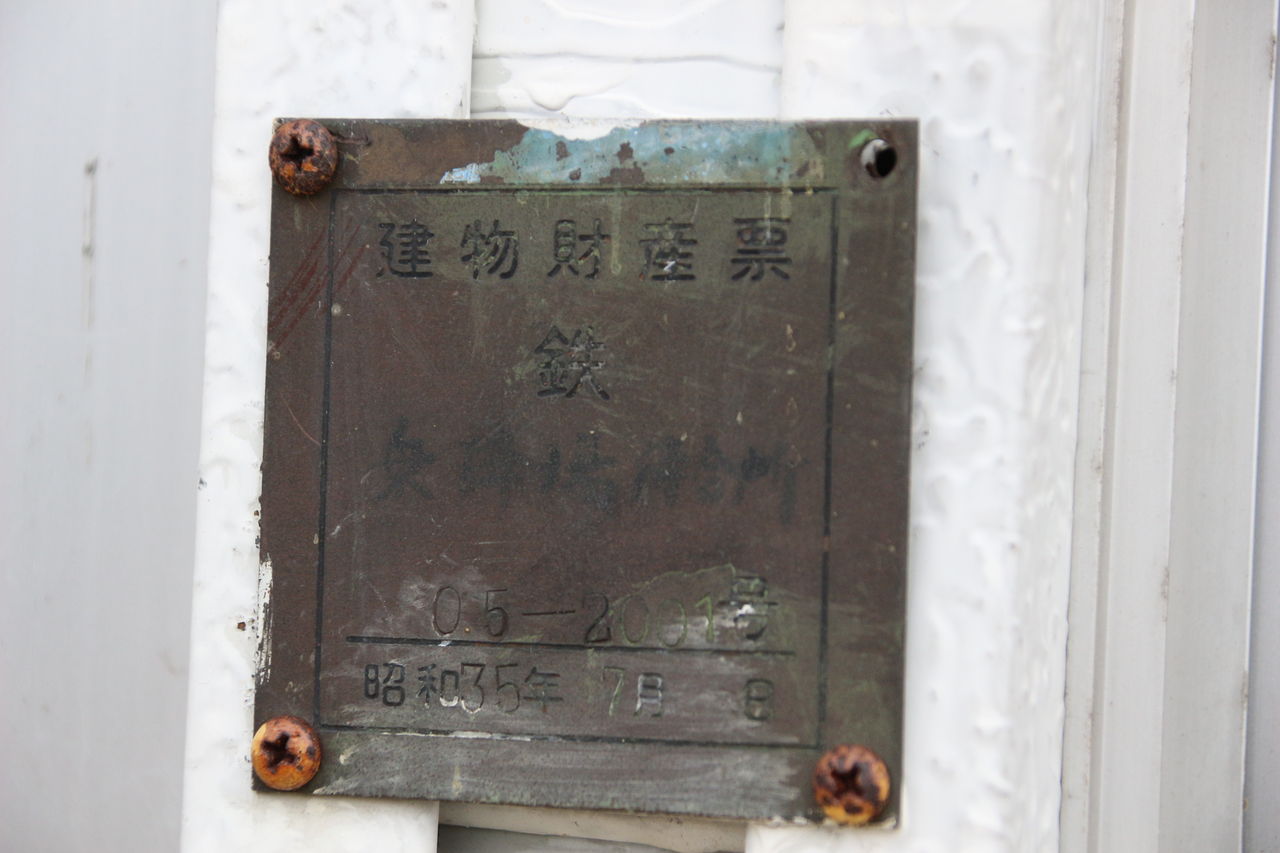 建物財産票
鉄
05-2001号
昭和35年 7月 日